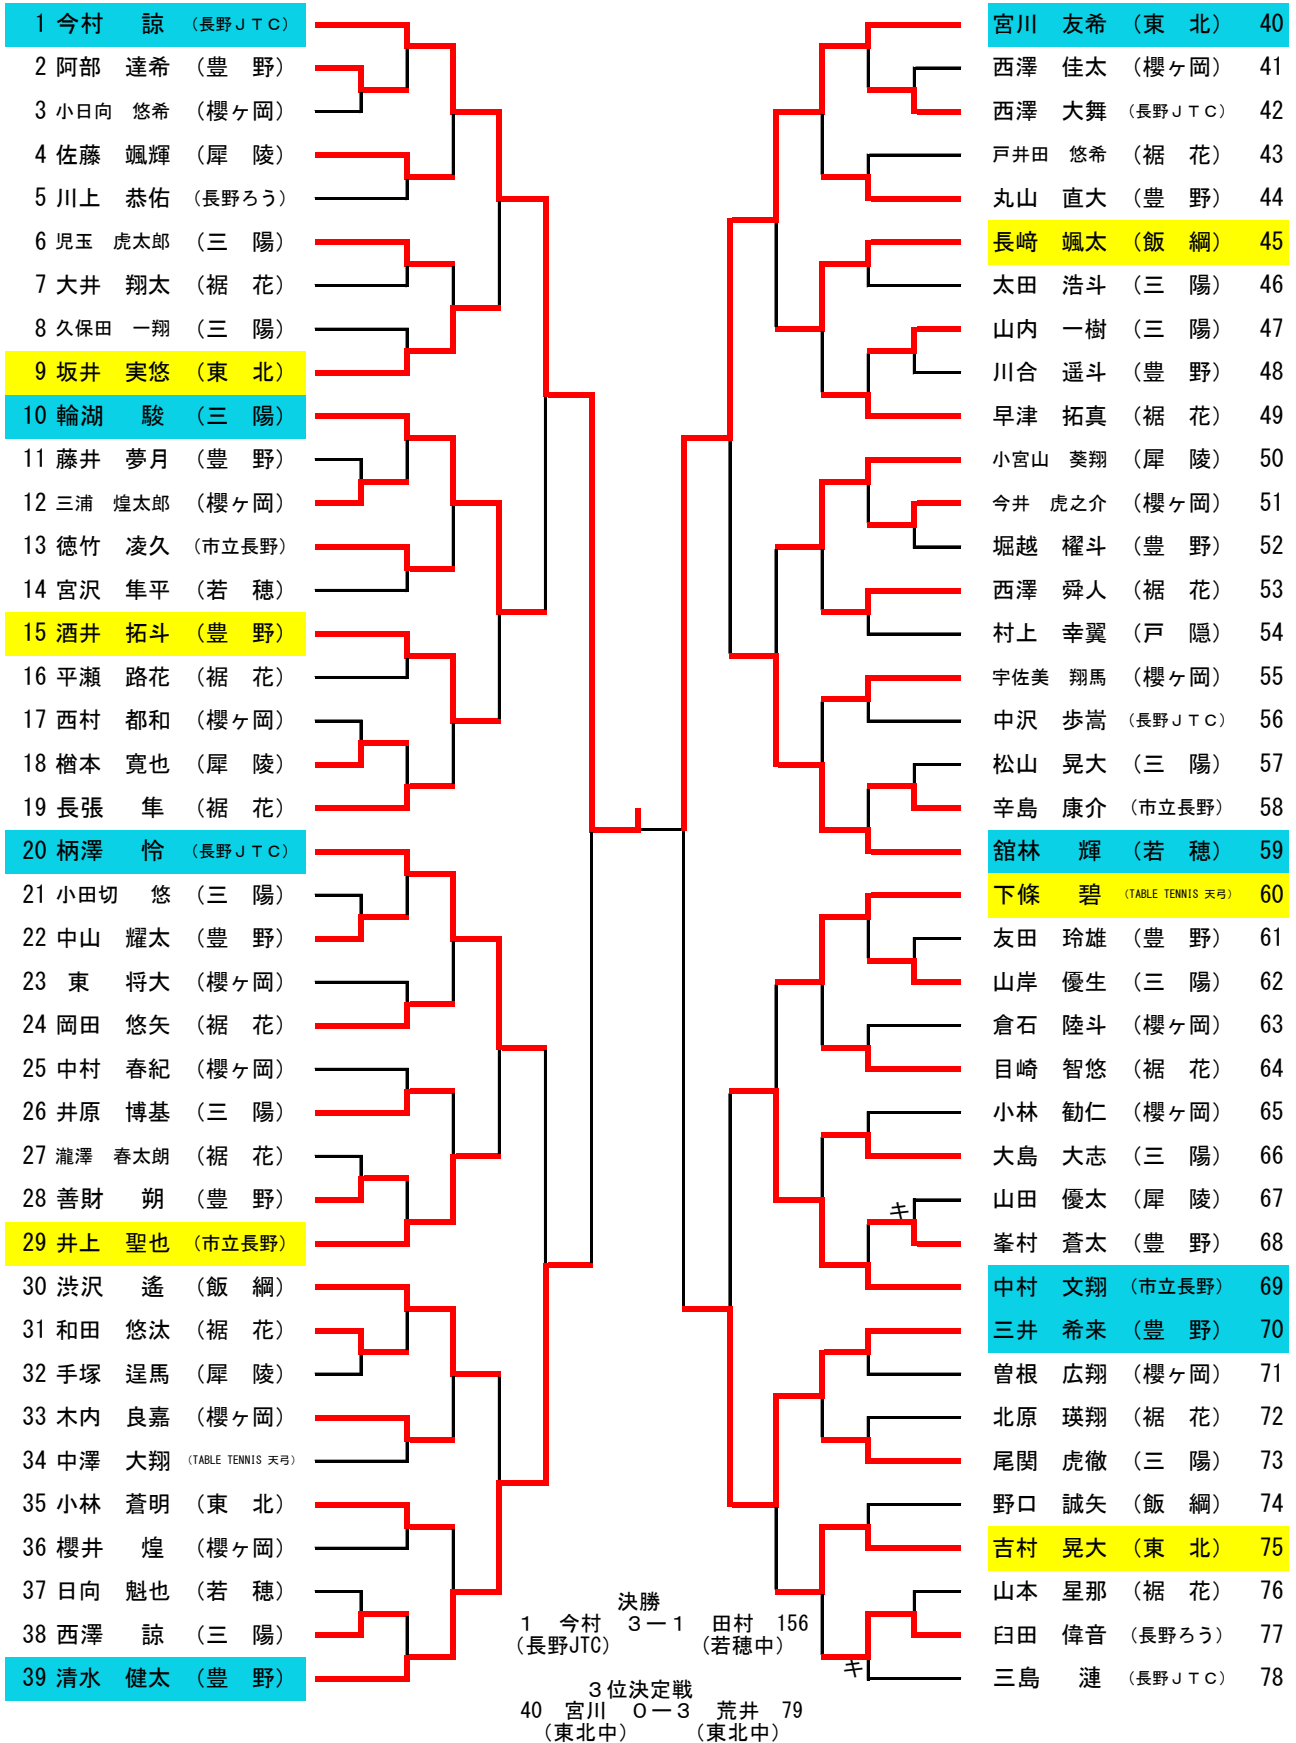 1 今村 諒 (長野JTC)
2 阿部 達希 (豊 野)
3 小日向 悠希 (櫻ヶ岡)
4 佐藤 颯輝 (犀 陵)
5 川上 恭佑 (長野ろう)
6 児玉 虎太郎 (三 陽)
7 大井 翔太 (裾 花)
8 久保田 一翔 (三 陽)
9 坂井 実悠 (東 北)
10 輪湖 駿 (三 陽)
11 藤井 夢月 (豊 野)
12 三浦 煌太郎 (櫻ヶ岡)
13 徳竹 凌久 (市立長野)
14 宮沢 隼平 (若 穂)
15 酒井 拓斗 (豊 野)
16 平瀬 路花 (裾 花)
17 西村 都和 (櫻ヶ岡)
18 楢本 寛也 (犀 陵)
19 長張 隼 (裾 花)
20 柄澤 怜 (長野JTC)
21 小田切 悠 (三 陽)
22 中山 耀太 (豊 野)
23 東 将大 (櫻ヶ岡)
24 岡田 悠矢 (裾 花)
25 中村 春紀 (櫻ヶ岡)
26 井原 博基 (三 陽)
27 瀧澤 春太朗 (裾 花)
28 善財 朔 (豊 野)
29 井上 聖也 (市立長野)
30 渋沢 遙 (飯 綱)
31 和田 悠汰 (裾 花)
32 手塚 逞馬 (犀 陵)
33 木内 良嘉 (櫻ヶ岡)
34 中澤 大翔 (TABLE TENNIS 天弓)
35 小林 蒼明 (東 北)
36 櫻井 煌 (櫻ヶ岡)
37 日向 魁也 (若 穂)
38 西澤 諒 (三 陽)
39 清水 健太 (豊 野)
宮川 友希 (東 北) 40
西澤 佳太 (櫻ヶ岡) 41
西澤 大舞 (長野JTC) 42
戸井田 悠希 (裾 花) 43
丸山 直大 (豊 野) 44
長﨑 颯太 (飯 綱) 45
太田 浩斗 (三 陽) 46
山内 一樹 (三 陽) 47
川合 遥斗 (豊 野) 48
早津 拓真 (裾 花) 49
小宮山 葵翔 (犀 陵) 50
今井 虎之介 (櫻ヶ岡) 51
堀越 櫂斗 (豊 野) 52
西澤 舜人 (裾 花) 53
村上 幸翼 (戸 隠) 54
宇佐美 翔馬 (櫻ヶ岡) 55
中沢 歩嵩 (長野JTC) 56
松山 晃大 (三 陽) 57
辛島 康介 (市立長野) 58
舘林 輝 (若 穂) 59
下條 碧 (TABLE TENNIS 天弓) 60
友田 玲雄 (豊 野) 61
山岸 優生 (三 陽) 62
倉石 陸斗 (櫻ヶ岡) 63
目崎 智悠 (裾 花) 64
小林 勧仁 (櫻ヶ岡) 65
大島 大志 (三 陽) 66
キ
山田 優太 (犀 陵) 67
峯村 蒼太 (豊 野) 68
中村 文翔 (市立長野) 69
三井 希来 (豊 野) 70
曽根 広翔 (櫻ヶ岡) 71
北原 瑛翔 (裾 花) 72
尾関 虎徹 (三 陽) 73
野口 誠矢 (飯 綱) 74
吉村 晃大 (東 北) 75
山本 星那 (裾 花) 76
臼田 偉音 (長野ろう) 77
キ
三島 漣 (長野JTC) 78
決勝
1 今村 3－1 田村 156
(長野JTC) (若穂中)
3位決定戦
40 宮川 0－3 荒井 79
(東北中) (東北中)